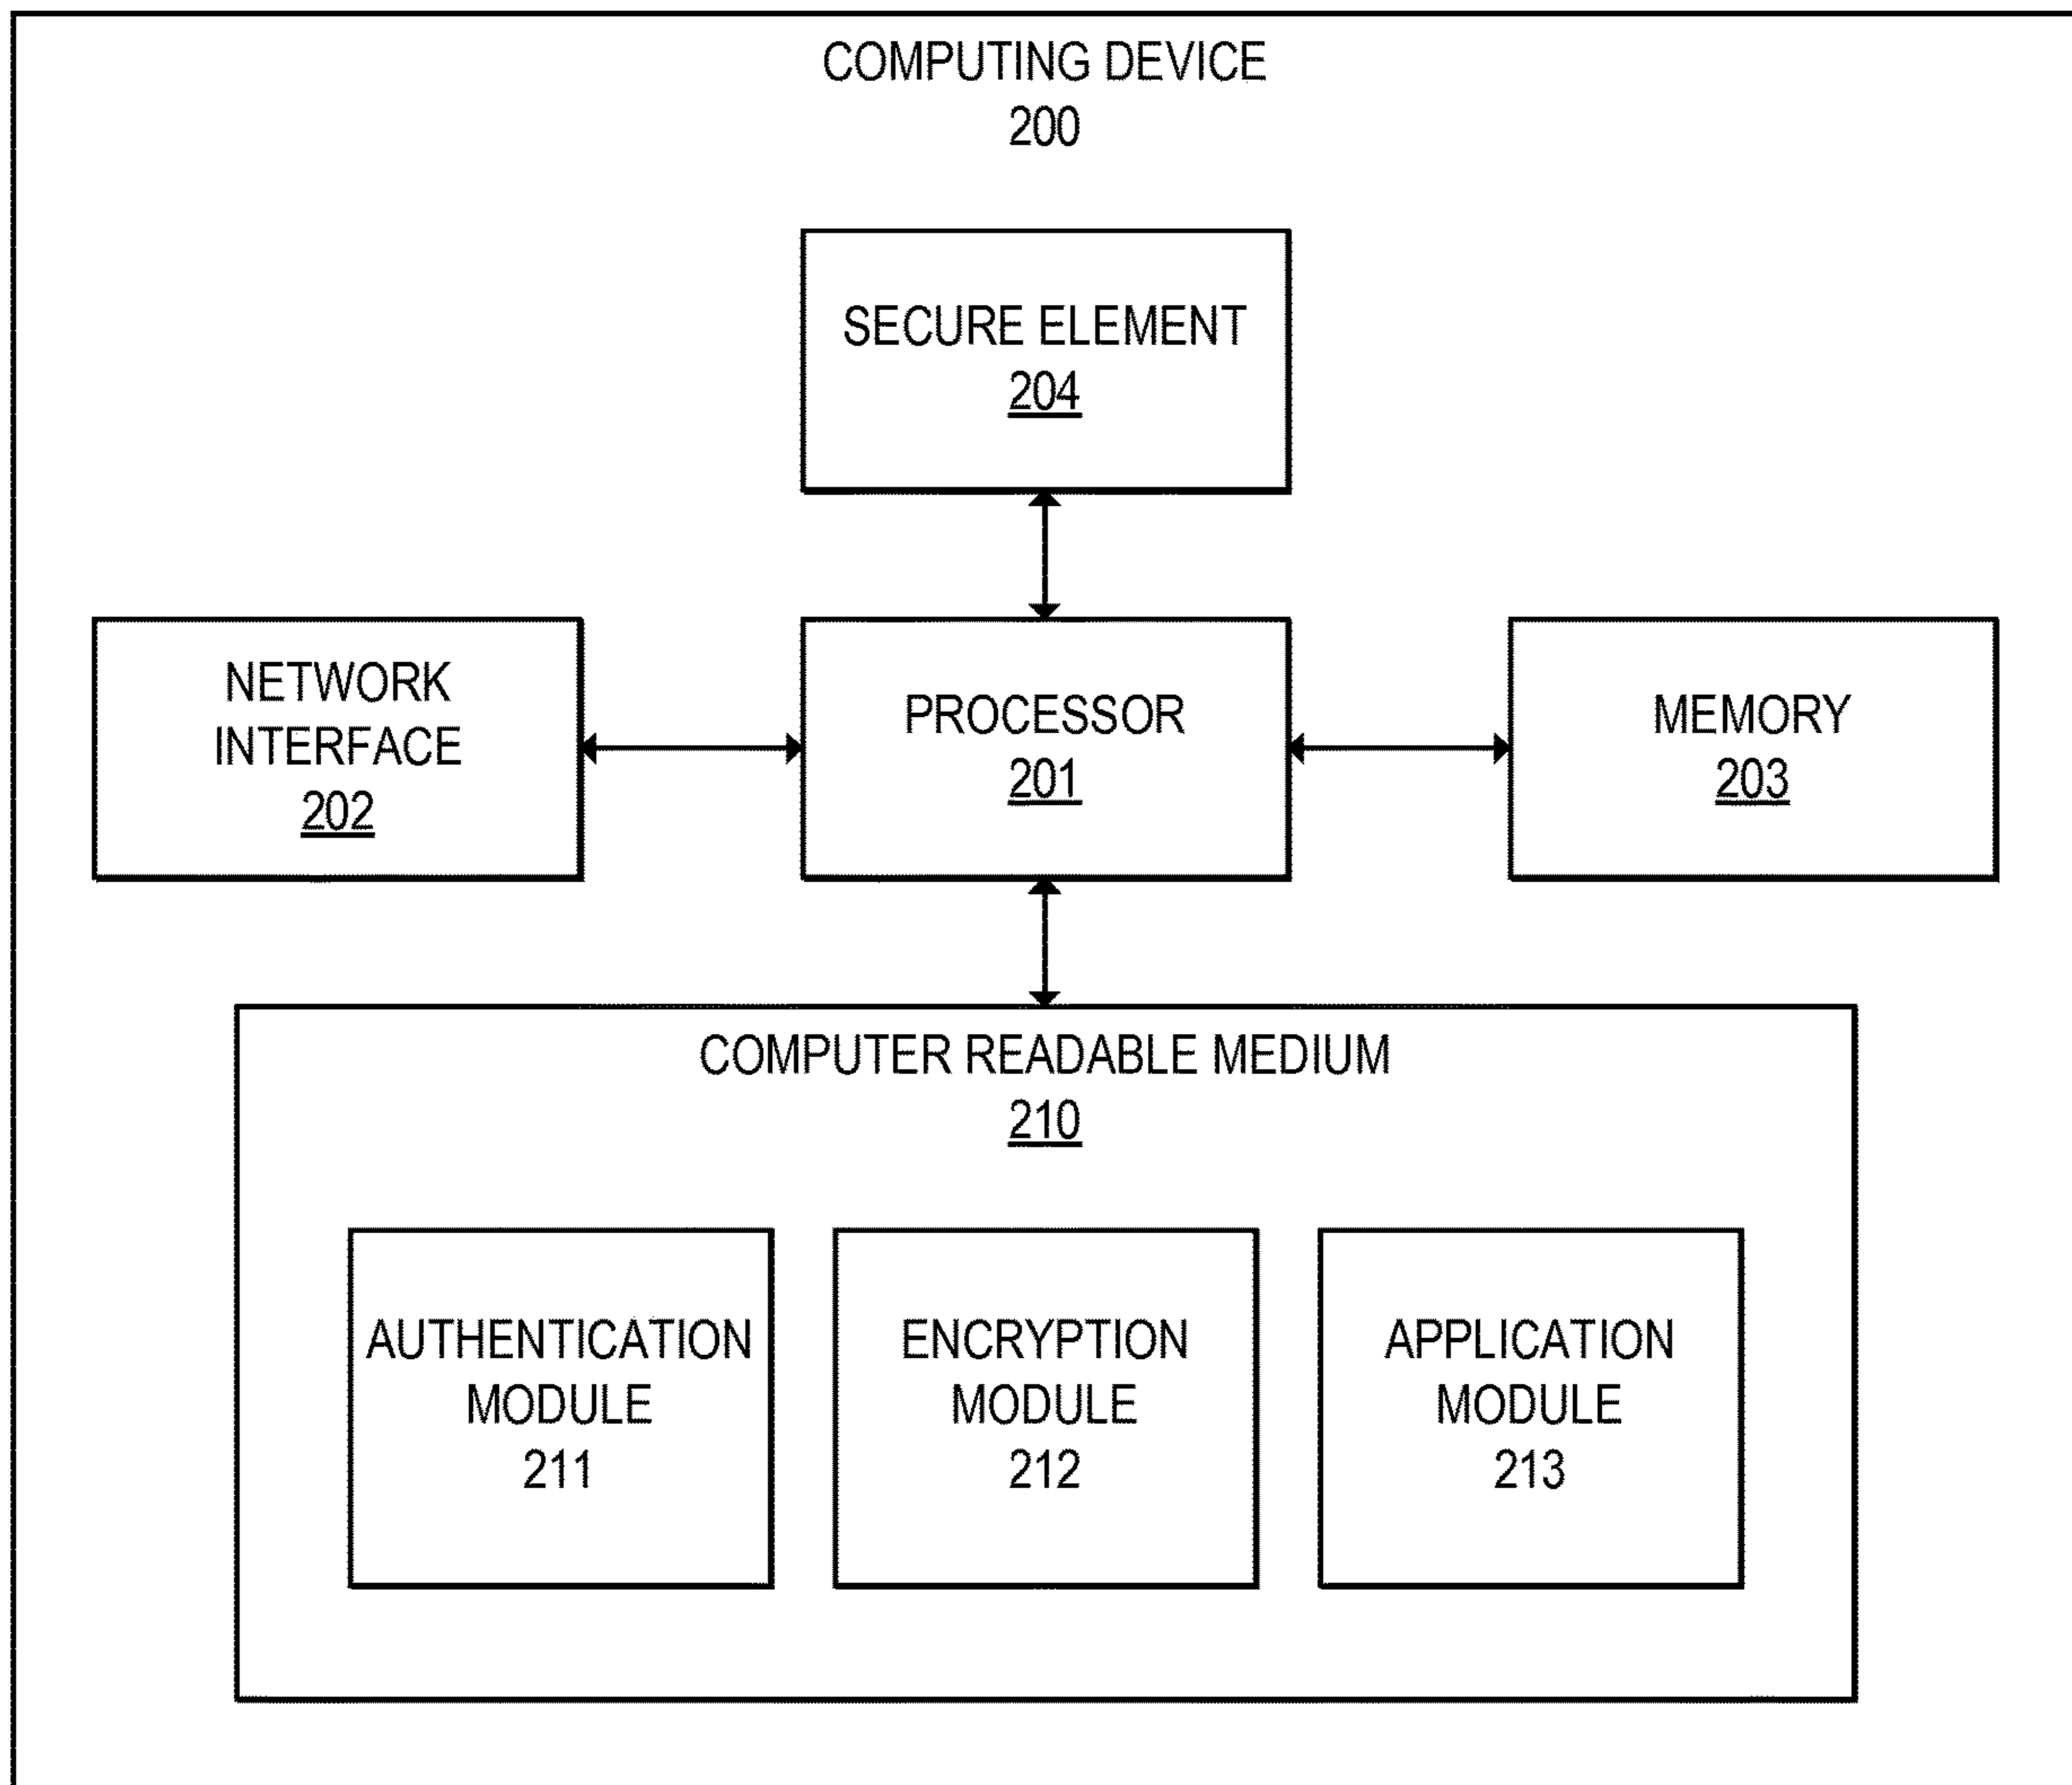 COMPUTING DEVICE
200
SECURE ELEMENT
204
NETWORK
INTERFACE
202
PROCESSOR
201
MEMORY
203
COMPUTER READABLE MEDIUM
210
AUTHENTICATION
MODULE
211
ENCRYPTION
MODULE
212
APPLICATION
MODULE
213